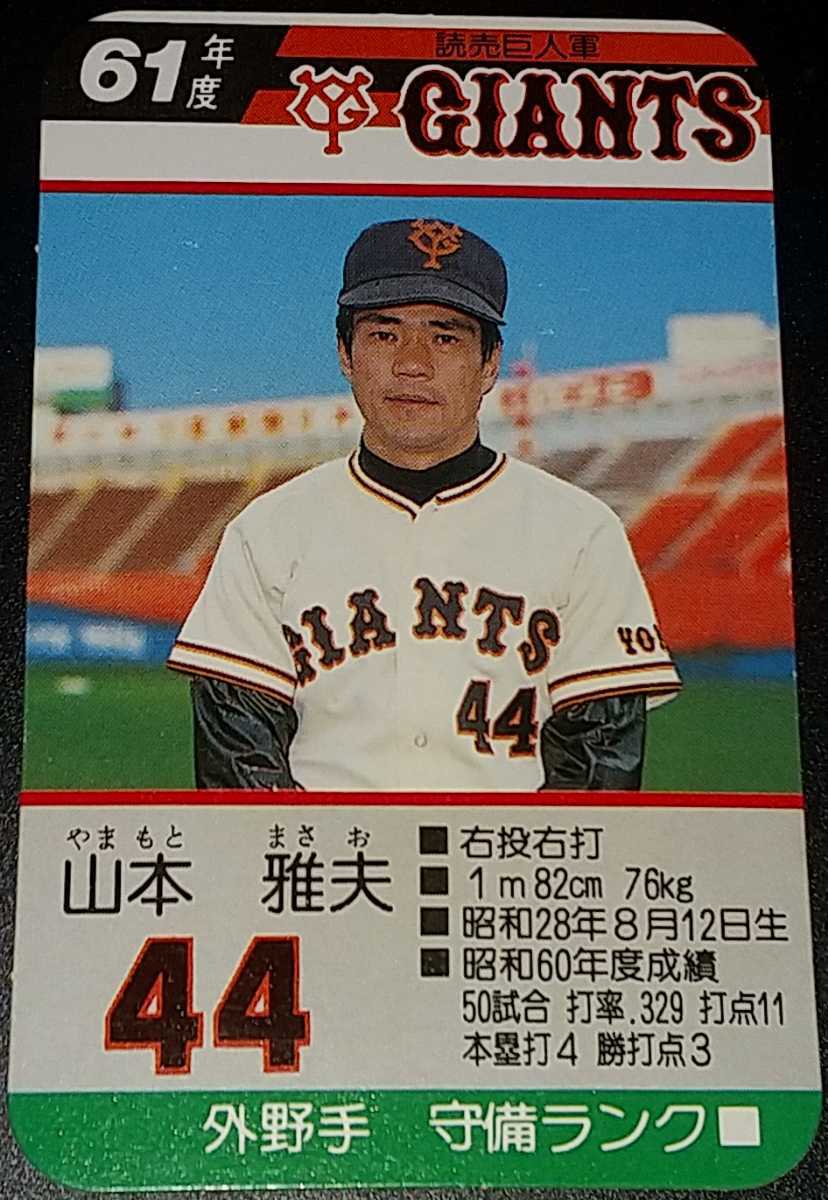 61年度
読売巨人軍
YG GIANTS
YG
GIANTS
YO
44
やまもと まさお
山本 雅夫
44
■右投右打
■1m82cm 76kg
■昭和28年8月12日生
■昭和60年度成績
50試合 打率.329 打点11
本塁打4 勝打点3
外野手 守備ランク■